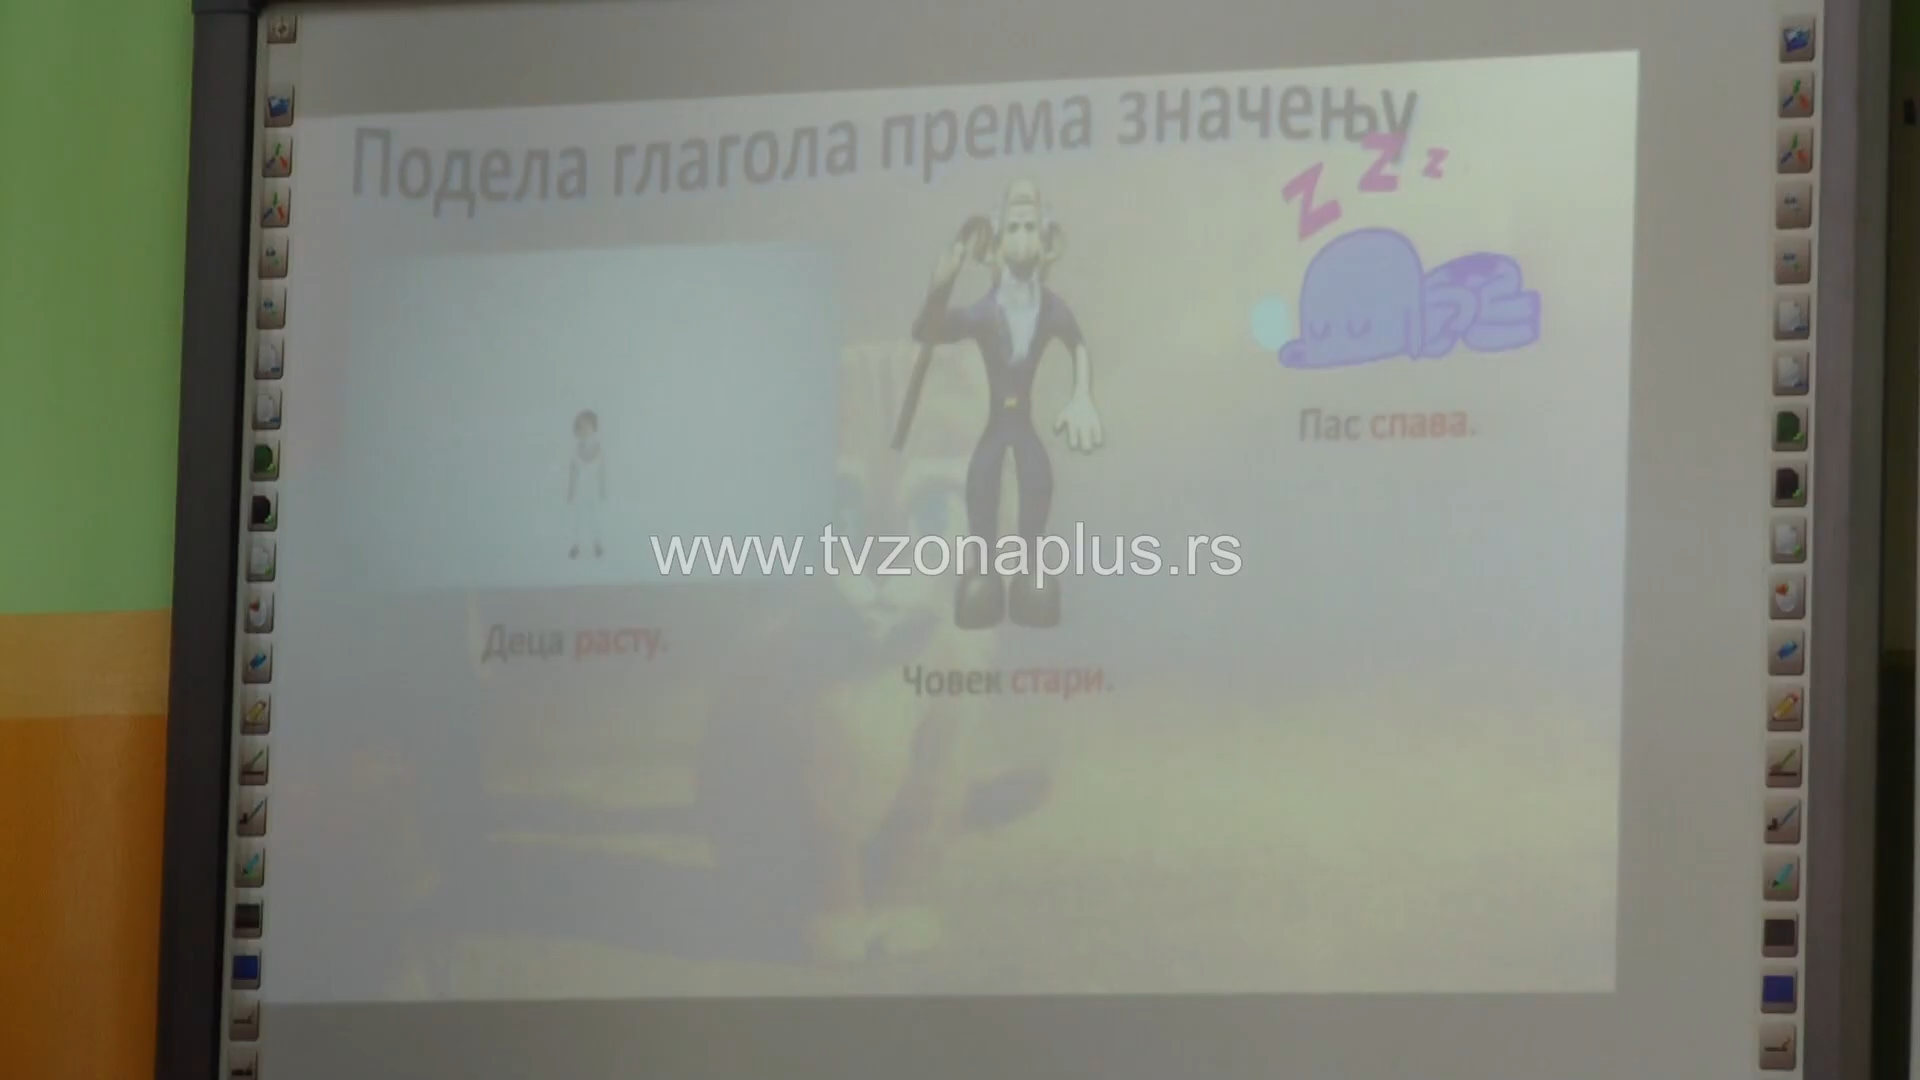 Подела глагола према значењу
Z Z z
Пас спава.
www.tvzonaplus.rs
Деца расту.
Човек стари.